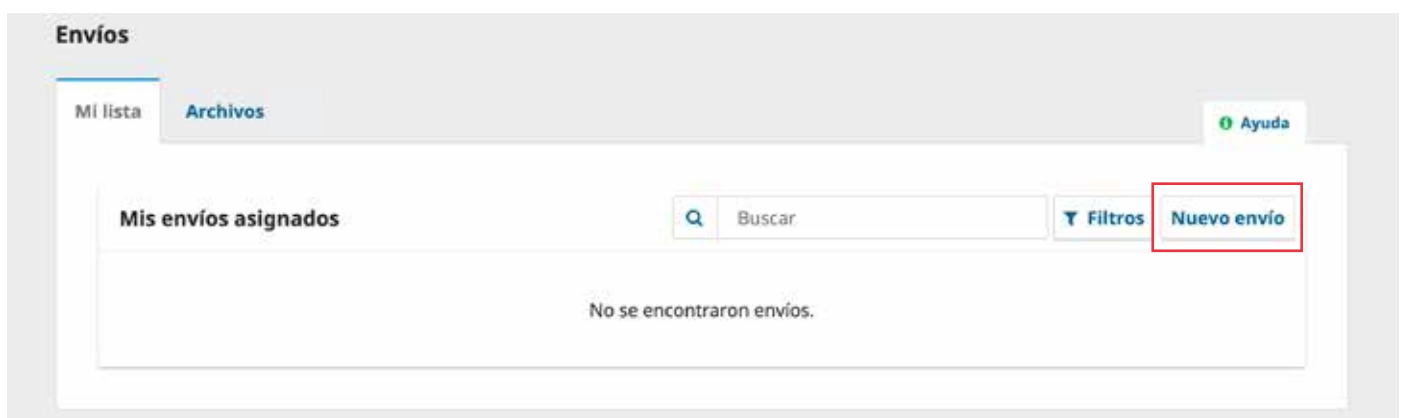 Envíos
Mi lista Archivos
Ayuda
Mis envíos asignados Buscar Filtros Nuevo envío
No se encontraron envíos.